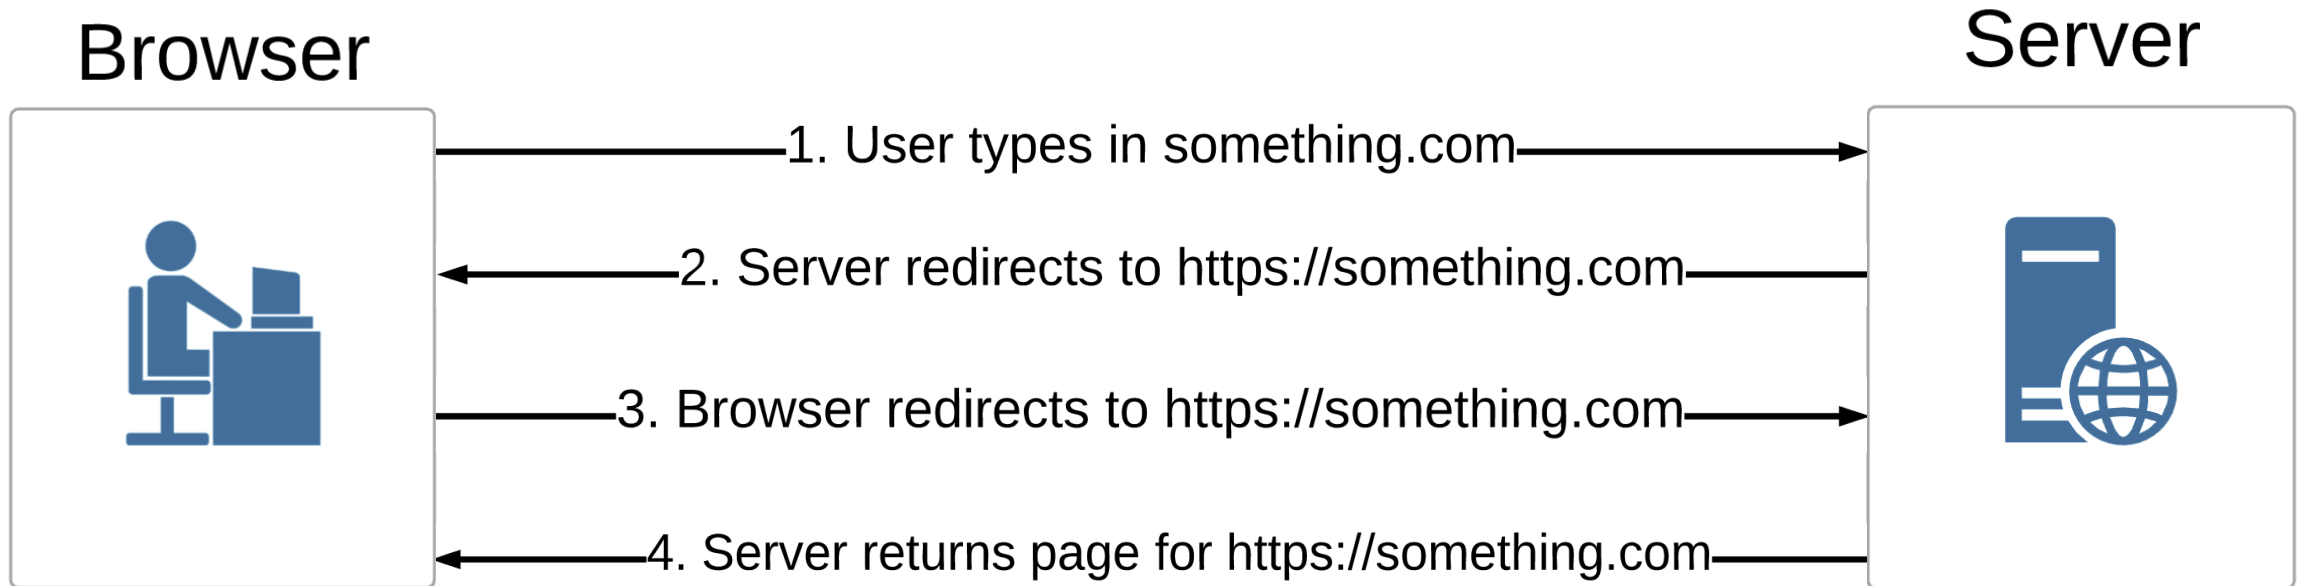 Browser
Server
1. User types in something.com
2. Server redirects to https://something.com
3. Browser redirects to https://something.com
4. Server returns page for https://something.com